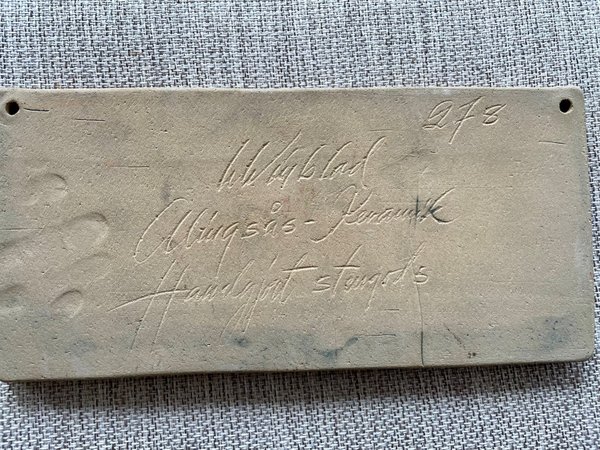 278
Alingsås-Keramik
Handgjort stengods